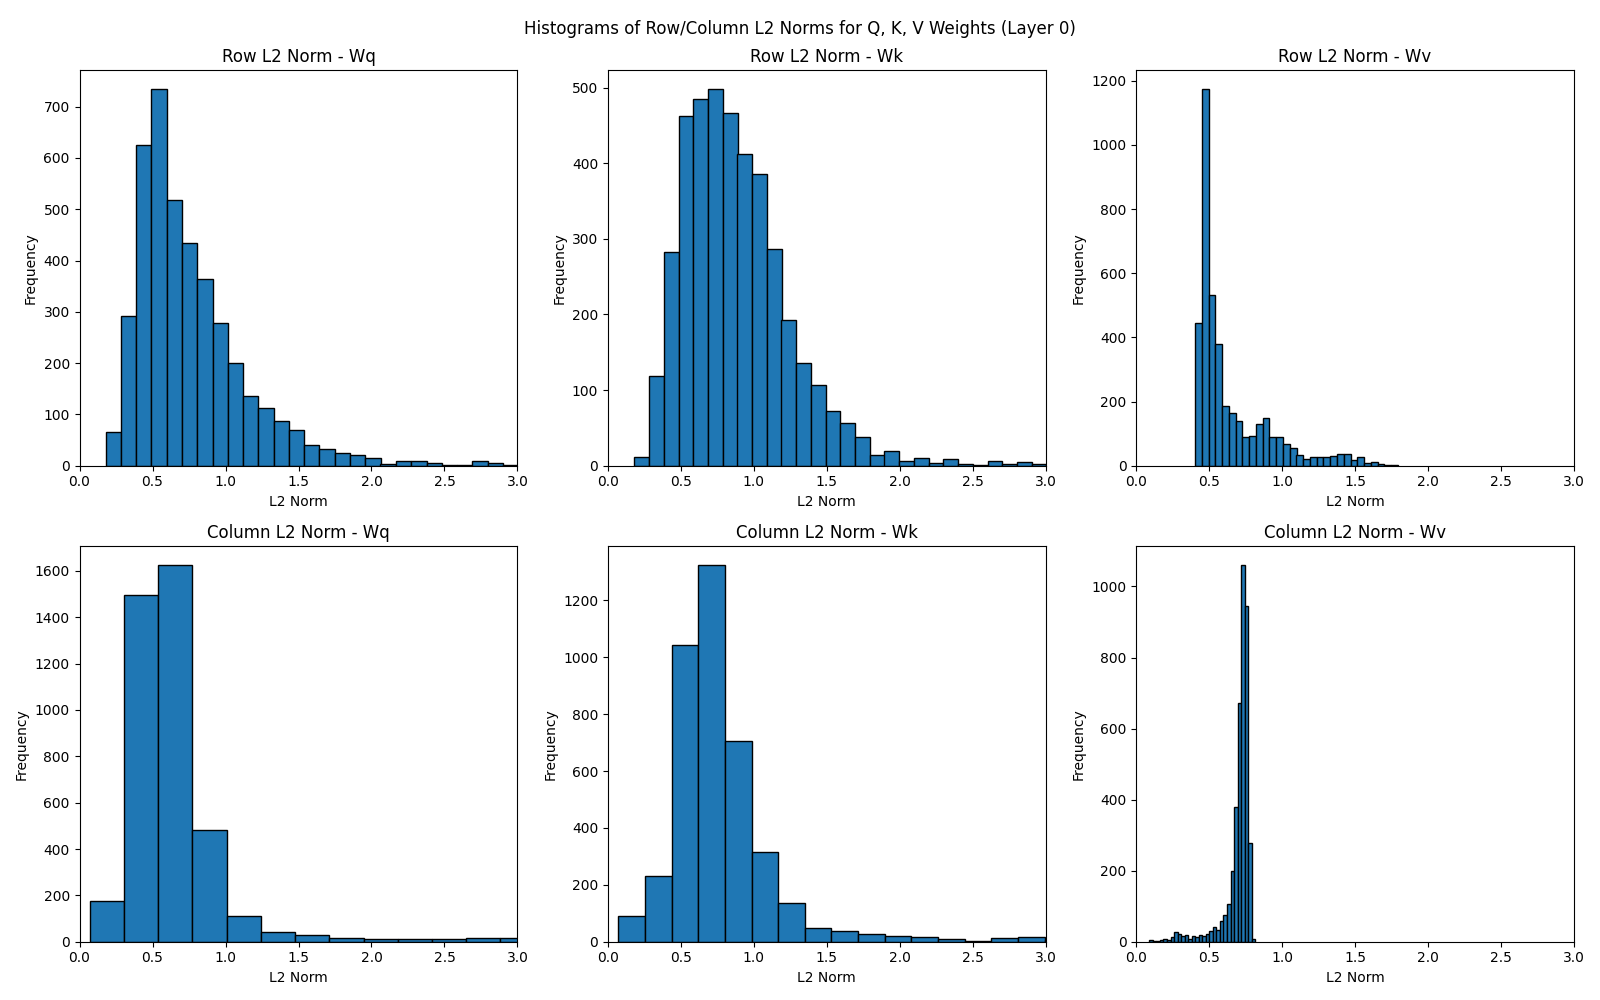 Histograms of Row/Column L2 Norms for Q, K, V Weights (Layer 0)
Row L2 Norm - Wq
700
600
500
400
300
200
100
0
Frequency
0.0 0.5 1.0 1.5 2.0 2.5 3.0
L2 Norm
Row L2 Norm - Wk
500
400
300
200
100
0
Frequency
0.0 0.5 1.0 1.5 2.0 2.5 3.0
L2 Norm
Row L2 Norm - Wv
1200
1000
800
600
400
200
0
Frequency
0.0 0.5 1.0 1.5 2.0 2.5 3.0
L2 Norm
Column L2 Norm - Wq
1600
1400
1200
1000
800
600
400
200
0
Frequency
0.0 0.5 1.0 1.5 2.0 2.5 3.0
L2 Norm
Column L2 Norm - Wk
1200
1000
800
600
400
200
0
Frequency
0.0 0.5 1.0 1.5 2.0 2.5 3.0
L2 Norm
Column L2 Norm - Wv
1000
800
600
400
200
0
Frequency
0.0 0.5 1.0 1.5 2.0 2.5 3.0
L2 Norm